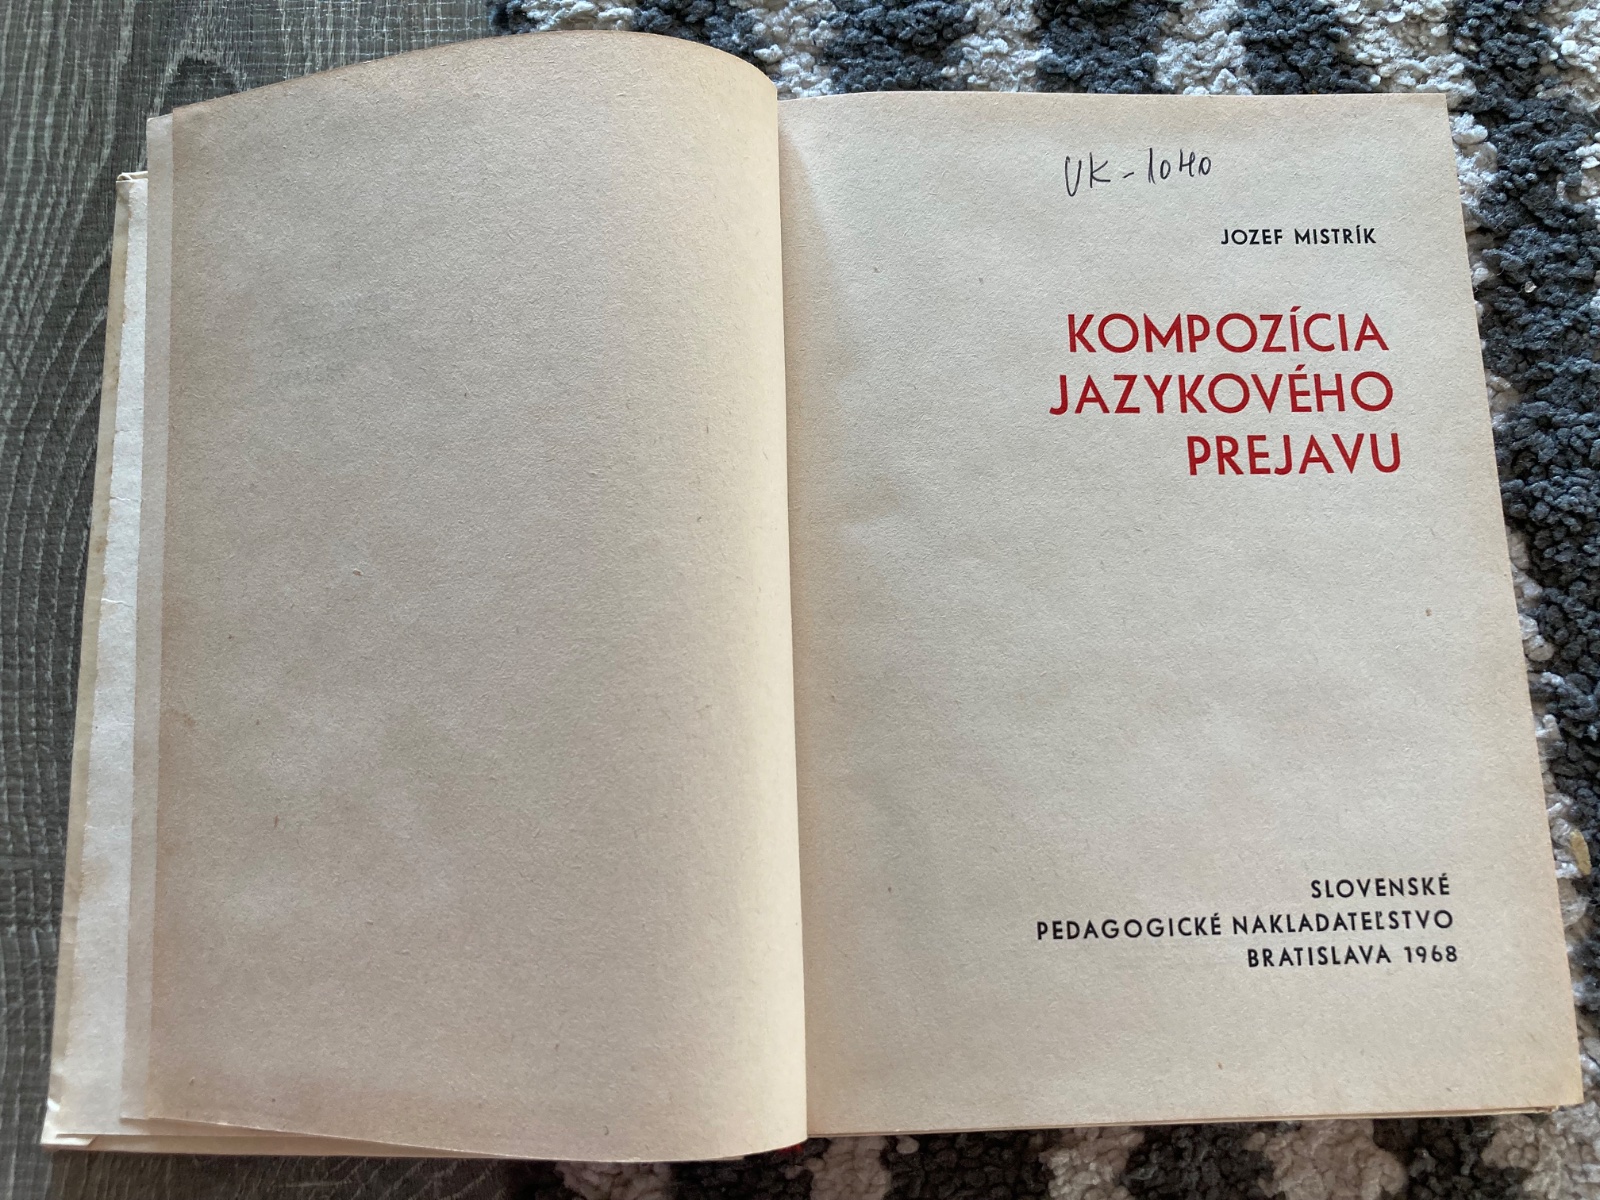 UK-1040
JOZEF MISTRÍK
KOMPOZÍCIA
JAZYKOVÉHO
PREJAVU
SLOVENSKÉ
PEDAGOGICKÉ NAKLADATEĽSTVO
BRATISLAVA 1968